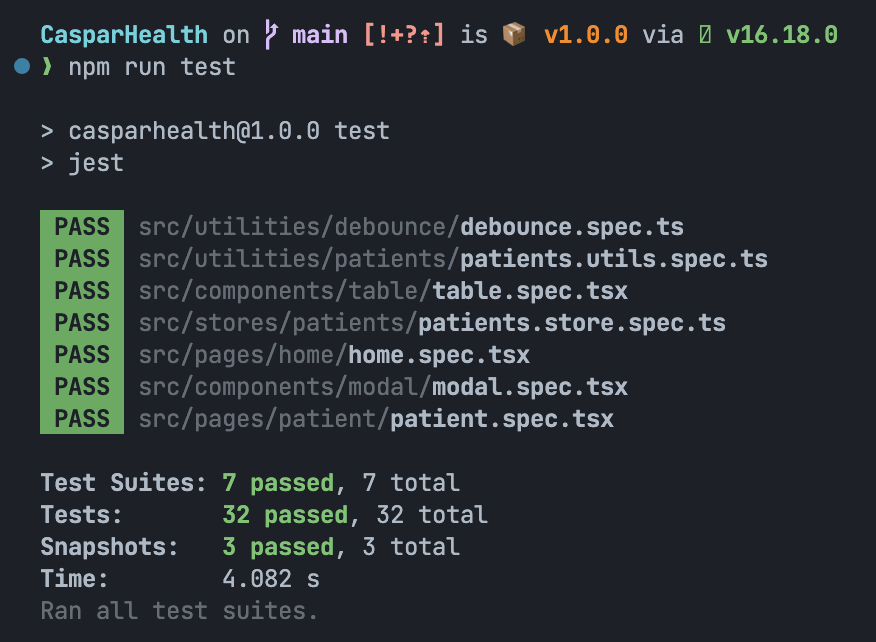 CasparHealth on main [!+?⇡] is 📦 v1.0.0 via v16.18.0
❱ npm run test
> casparhealth@1.0.0 test
> jest
PASS src/utilities/debounce/debounce.spec.ts
PASS src/utilities/patients/patients.utils.spec.ts
PASS src/components/table/table.spec.tsx
PASS src/stores/patients/patients.store.spec.ts
PASS src/pages/home/home.spec.tsx
PASS src/components/modal/modal.spec.tsx
PASS src/pages/patient/patient.spec.tsx
Test Suites: 7 passed, 7 total
Tests: 32 passed, 32 total
Snapshots: 3 passed, 3 total
Time: 4.082 s
Ran all test suites.